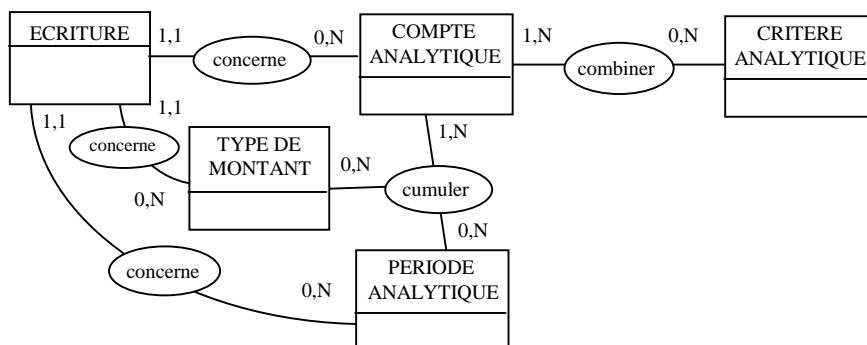 ECRITURE
1,1
concerne
0,N
COMPTE
ANALYTIQUE
1,N
combiner
0,N
CRITERE
ANALYTIQUE
1,1
1,1
concerne
0,N
TYPE DE
MONTANT
0,N
1,N
cumuler
0,N
concerne
0,N
PERIODE
ANALYTIQUE